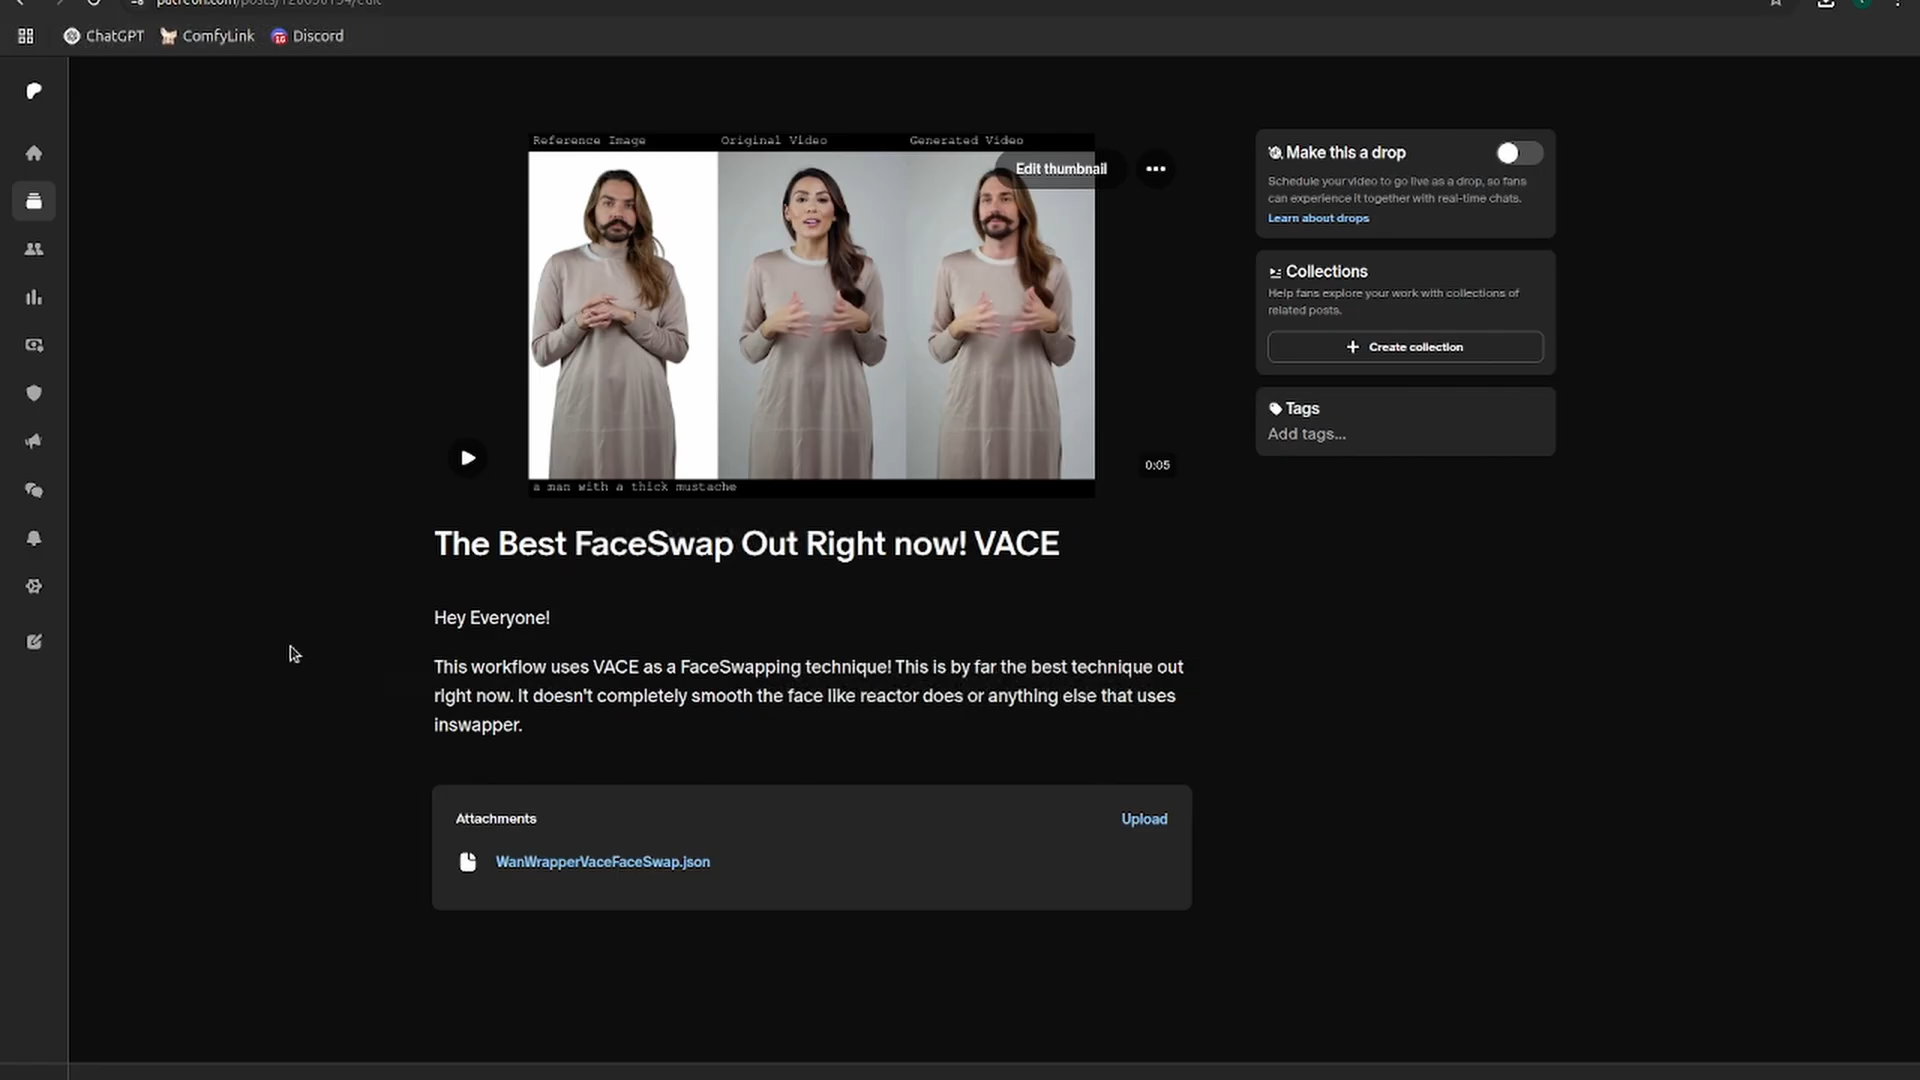 ChatGPT ComfyLink Discord
Reference Image Original Video Generated Video
Edit thumbnail
0:05
a man with a thick mustache
The Best FaceSwap Out Right now! VACE
Hey Everyone!
This workflow uses VACE as a FaceSwapping technique! This is by far the best technique out
right now. It doesn't completely smooth the face like reactor does or anything else that uses
inswapper.
Attachments
Upload
WanWrapperVaceFaceSwap.json
Make this a drop
Schedule your video to go live as a drop, so fans
can experience it together with real-time chats.
Learn about drops
Collections
Help fans explore your work with collections of
related posts.
Create collection
Tags
Add tags...